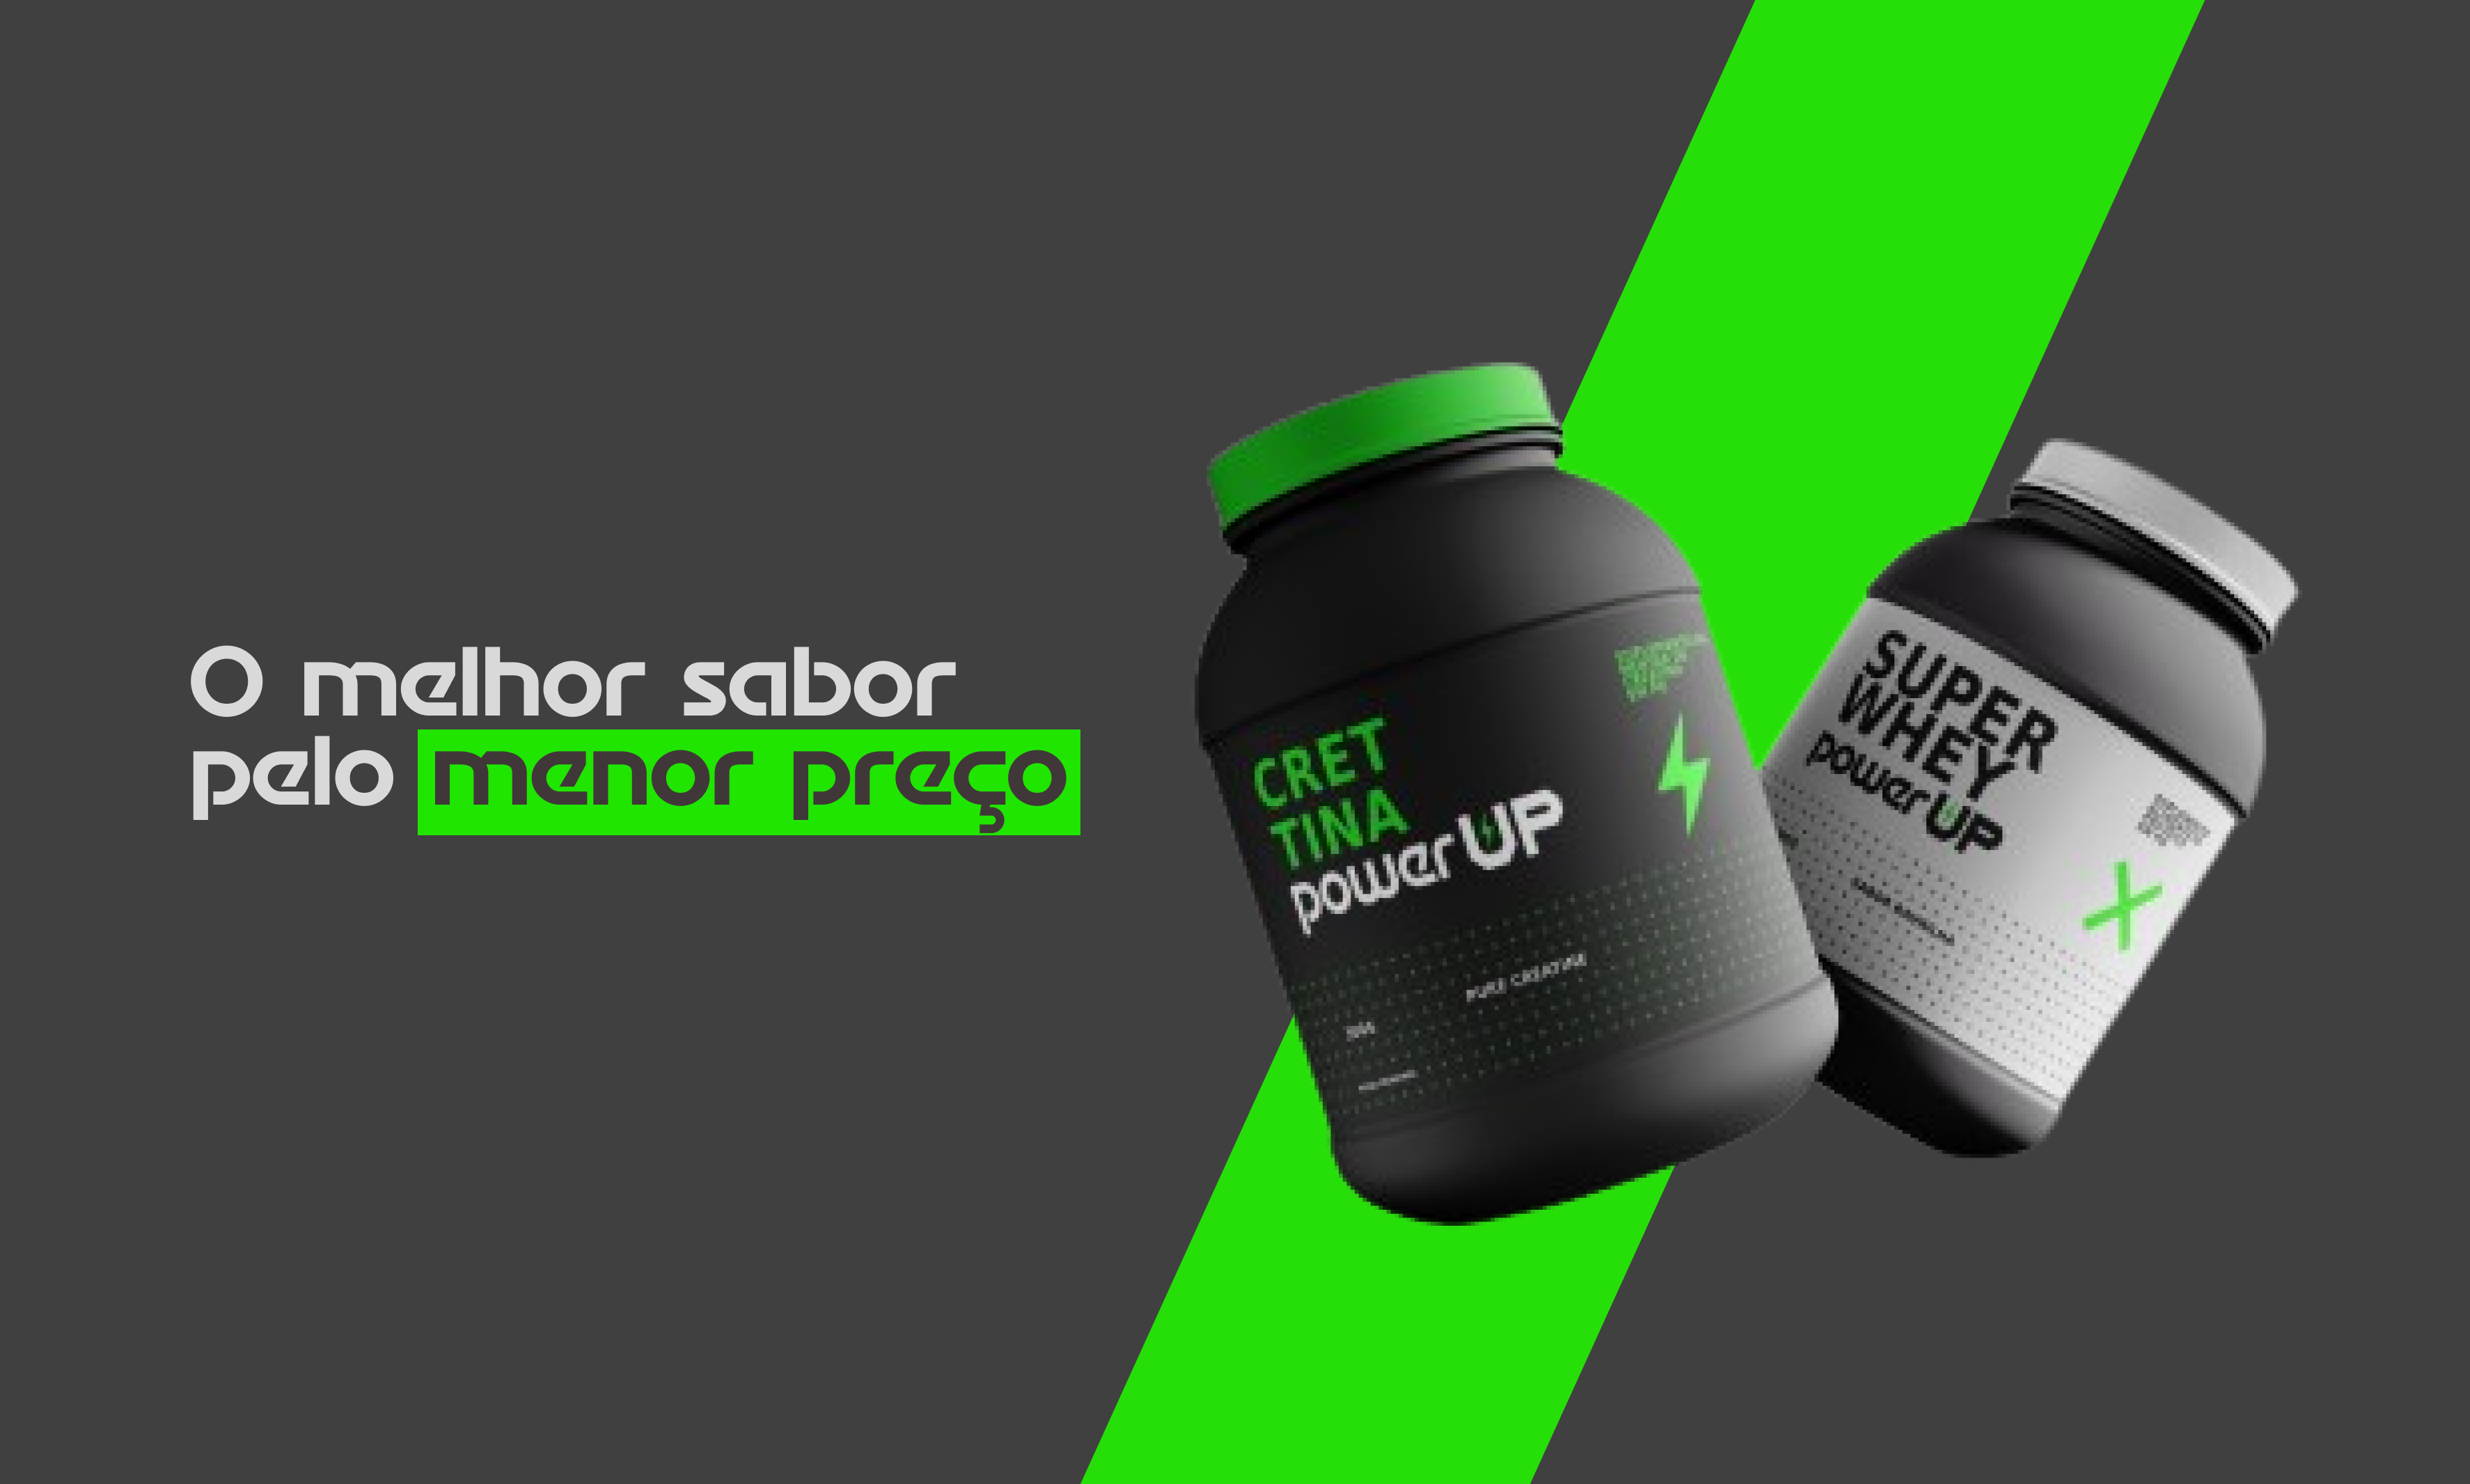 O melhor sabor
pelo menor preço
CRET
TINA
powerUP
PURE CREATINE
SUPER
WHEY
powerUP